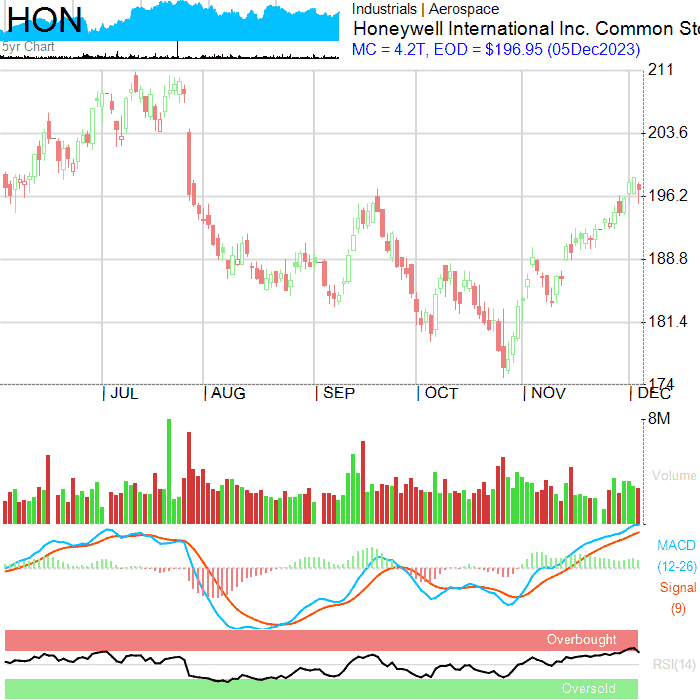 HON
5yr Chart
Industrials | Aerospace
Honeywell International Inc. Common Sto
MC = 4.2T, EOD = $196.95 (05Dec2023)
211
203.6
196.2
188.8
181.4
174
| JUL | AUG | SEP | OCT | NOV | DEC
8M
Volume
MACD
(12-26)
Signal
(9)
Overbought
RSI(14)
Oversold